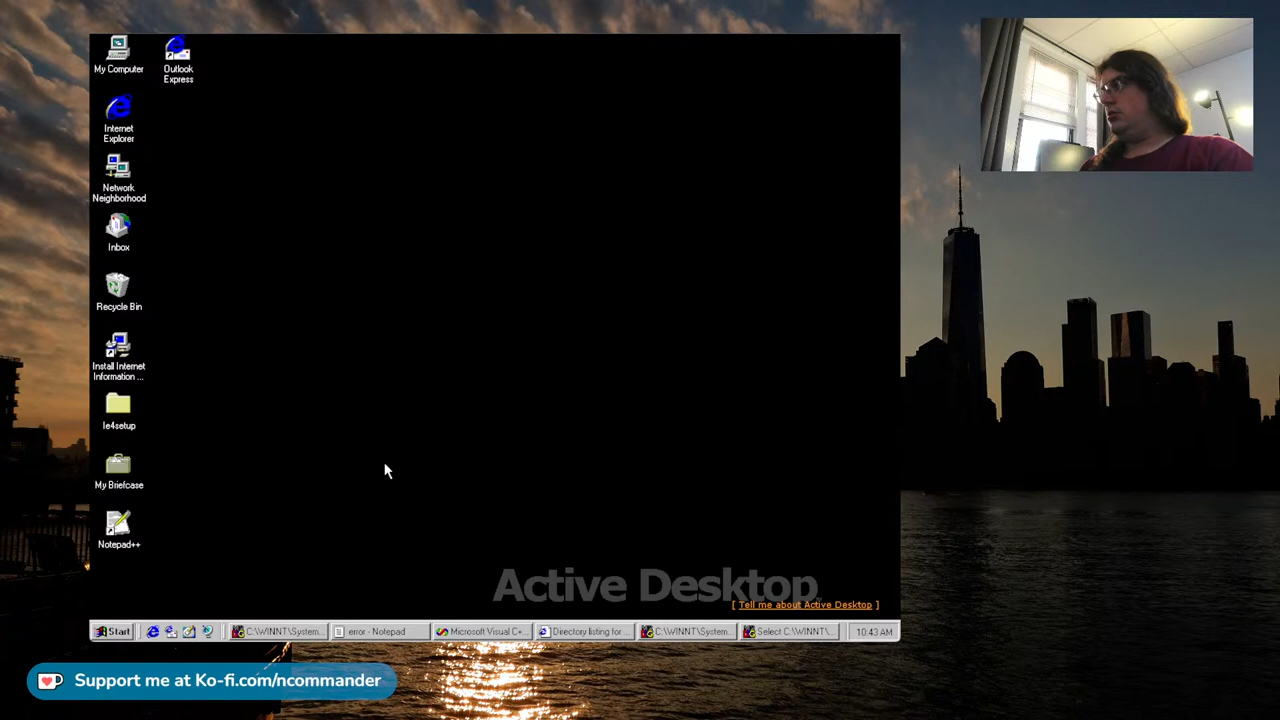 My Computer
Outlook
Express
Internet
Explorer
Network
Neighborhood
Inbox
Recycle Bin
Install Internet
Information ...
Ie4setup
My Briefcase
Notepad++
Active Desktop
[ Tell me about Active Desktop ]
Start
C:\WINNT\System...
error - Notepad
Microsoft Visual C+...
Directory listing for ...
C:\WINNT\System...
Select C:\WINNT\...
10:43 AM
Support me at Ko-fi.com/ncommander